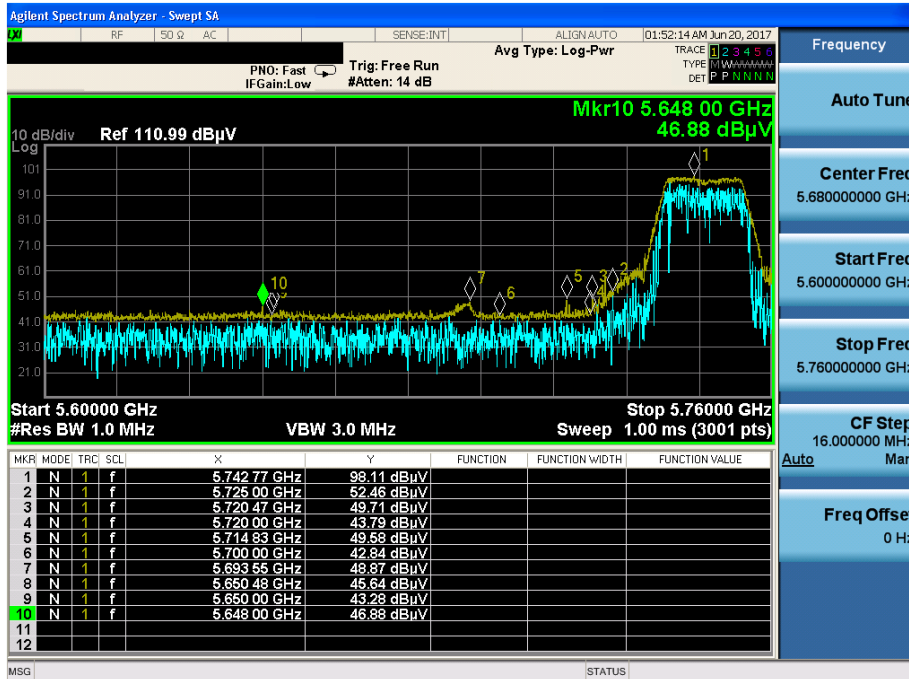 Agilent Spectrum Analyzer - Swept SA
LXI RF 50 Ω AC SENSE:INT ALIGN AUTO 01:52:14 AM Jun 20, 2017
Avg Type: Log-Pwr TRACE 1 2 3 4 5 6
PNO: Fast Trig: Free Run TYPE M W
IFGain:Low #Atten: 14 dB DET P P N N N N
Mkr10 5.648 00 GHz
10 dB/div Ref 110.99 dBµV 46.88 dBµV
Log
101
91.0
81.0
71.0
61.0
51.0
41.0
31.0
21.0
1
2
3
5
6
7
10
Start 5.60000 GHz Stop 5.76000 GHz
#Res BW 1.0 MHz VBW 3.0 MHz Sweep 1.00 ms (3001 pts)
MKR MODE TRC SCL X Y FUNCTION FUNCTION WIDTH FUNCTION VALUE
1 N 1 f 5.742 77 GHz 98.11 dBµV
2 N 1 f 5.725 00 GHz 52.46 dBµV
3 N 1 f 5.720 47 GHz 49.71 dBµV
4 N 1 f 5.720 00 GHz 43.79 dBµV
5 N 1 f 5.714 83 GHz 49.58 dBµV
6 N 1 f 5.700 00 GHz 42.84 dBµV
7 N 1 f 5.693 55 GHz 48.87 dBµV
8 N 1 f 5.650 48 GHz 45.64 dBµV
9 N 1 f 5.650 00 GHz 43.28 dBµV
10 N 1 f 5.648 00 GHz 46.88 dBµV
11
12
MSG STATUS
Frequency
Auto Tune
Center Freq
5.680000000 GHz
Start Freq
5.600000000 GHz
Stop Freq
5.760000000 GHz
CF Step
16.000000 MHz
Auto Man
Freq Offset
0 Hz